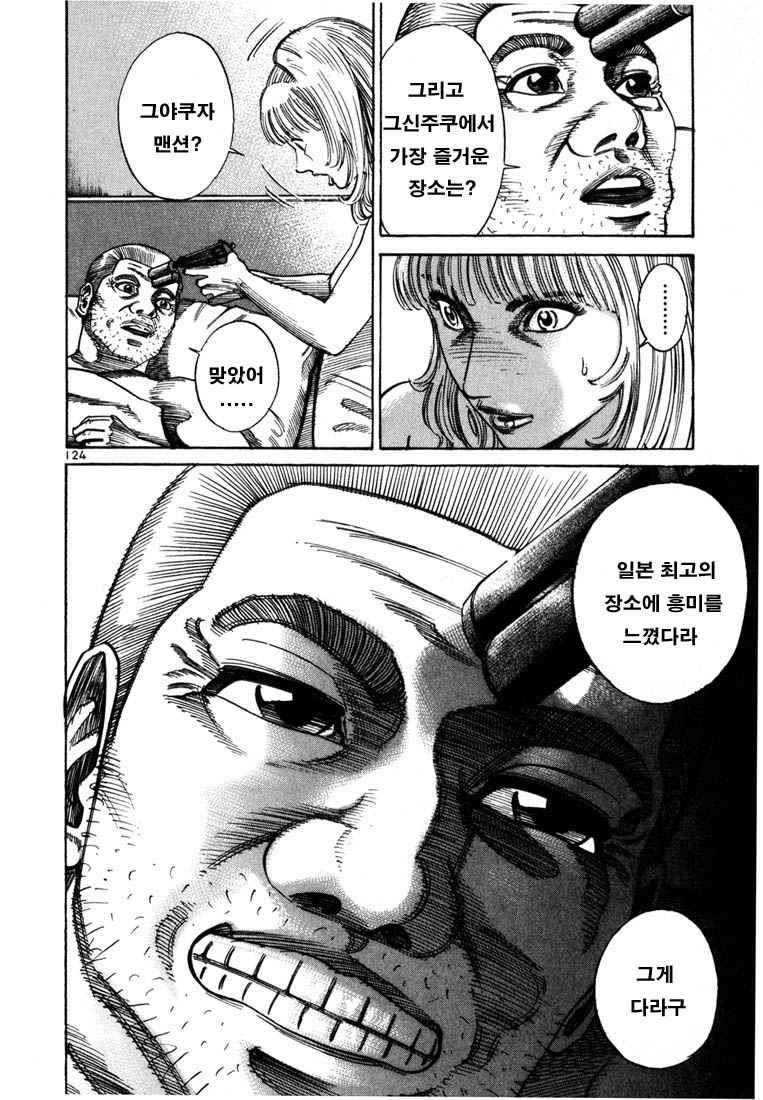 그리고
그신주쿠에서
가장 즐거운
장소는?
……
그야쿠자
맨션?
맞았어
.....
124
일본 최고의
장소에 흥미를
느꼈다라
그게
다라구